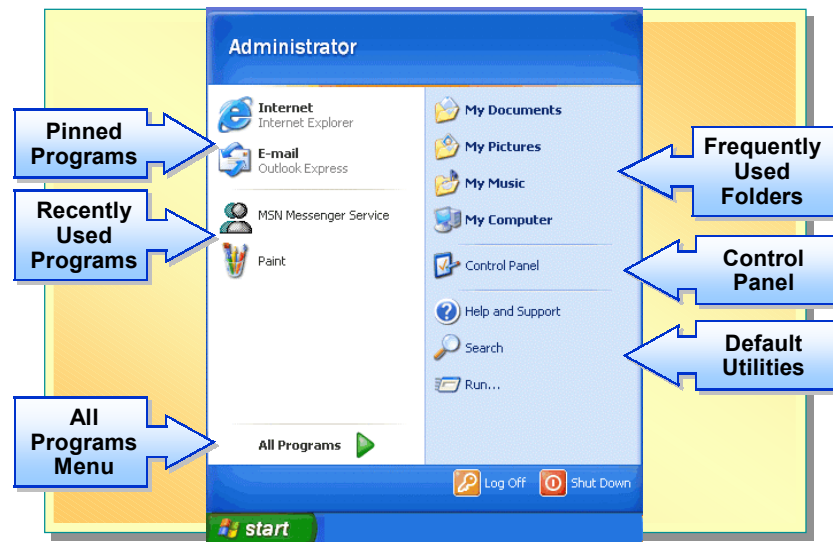 Administrator
Pinned
Programs
Recently
Used
Programs
All
Programs
Menu
Internet
Internet Explorer
E-mail
Outlook Express
MSN Messenger Service
Paint
All Programs
My Documents
My Pictures
My Music
My Computer
Control Panel
Help and Support
Search
Run...
Frequently
Used
Folders
Control
Panel
Default
Utilities
Log Off
Shut Down
start